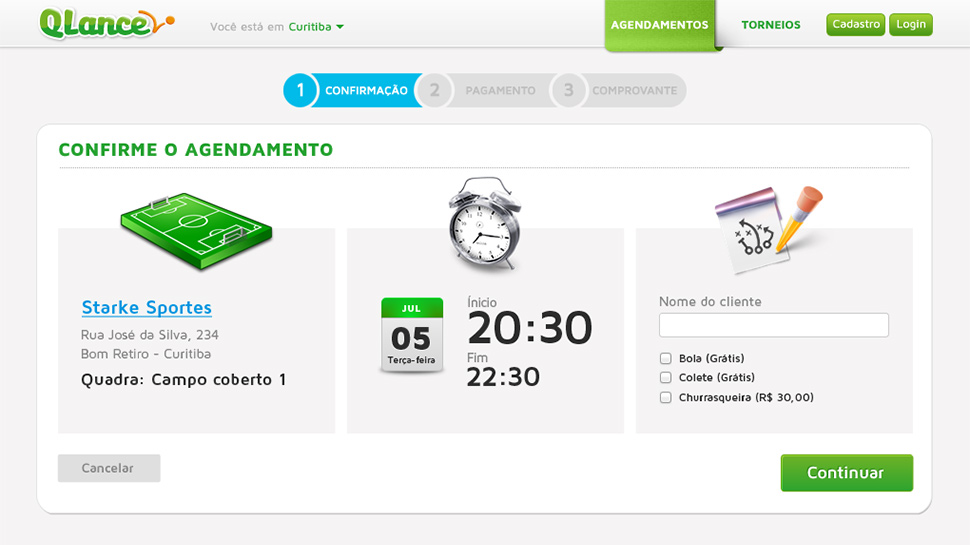 QLance
Você está em Curitiba
AGENDAMENTOS
TORNEIOS
Cadastro
Login
1 CONFIRMAÇÃO
2 PAGAMENTO
3 COMPROVANTE
CONFIRME O AGENDAMENTO
Starke Sportes
Rua José da Silva, 234
Bom Retiro - Curitiba
Quadra: Campo coberto 1
JUL
05
Terça-feira
Ínicio
20:30
Fim
22:30
Nome do cliente
Bola (Grátis)
Colete (Grátis)
Churrasqueira (R$ 30,00)
Cancelar
Continuar